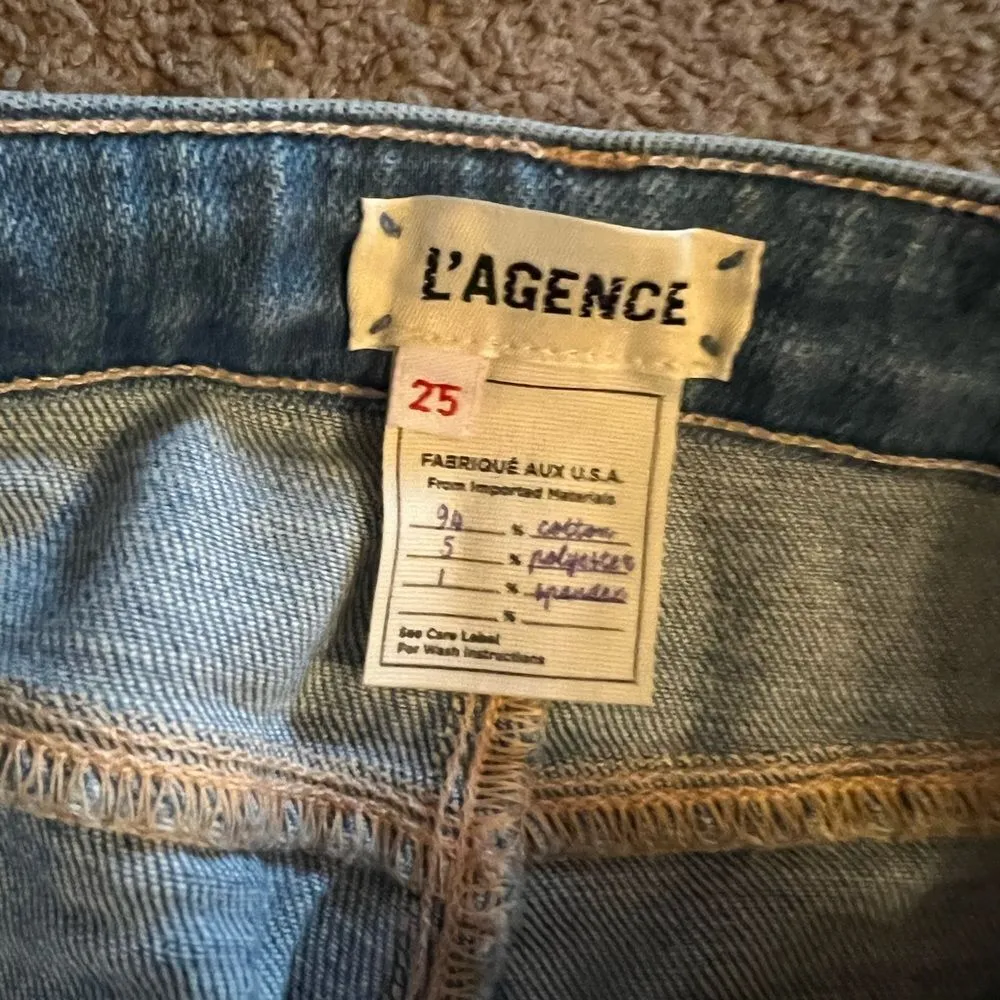 L'AGENCE
25
FABRIQUÉ AUX U.S.A.
From Imported Materials
94 % cotton
5 % polyester
1 % spandex
%
See Care Label
For Wash Instructions